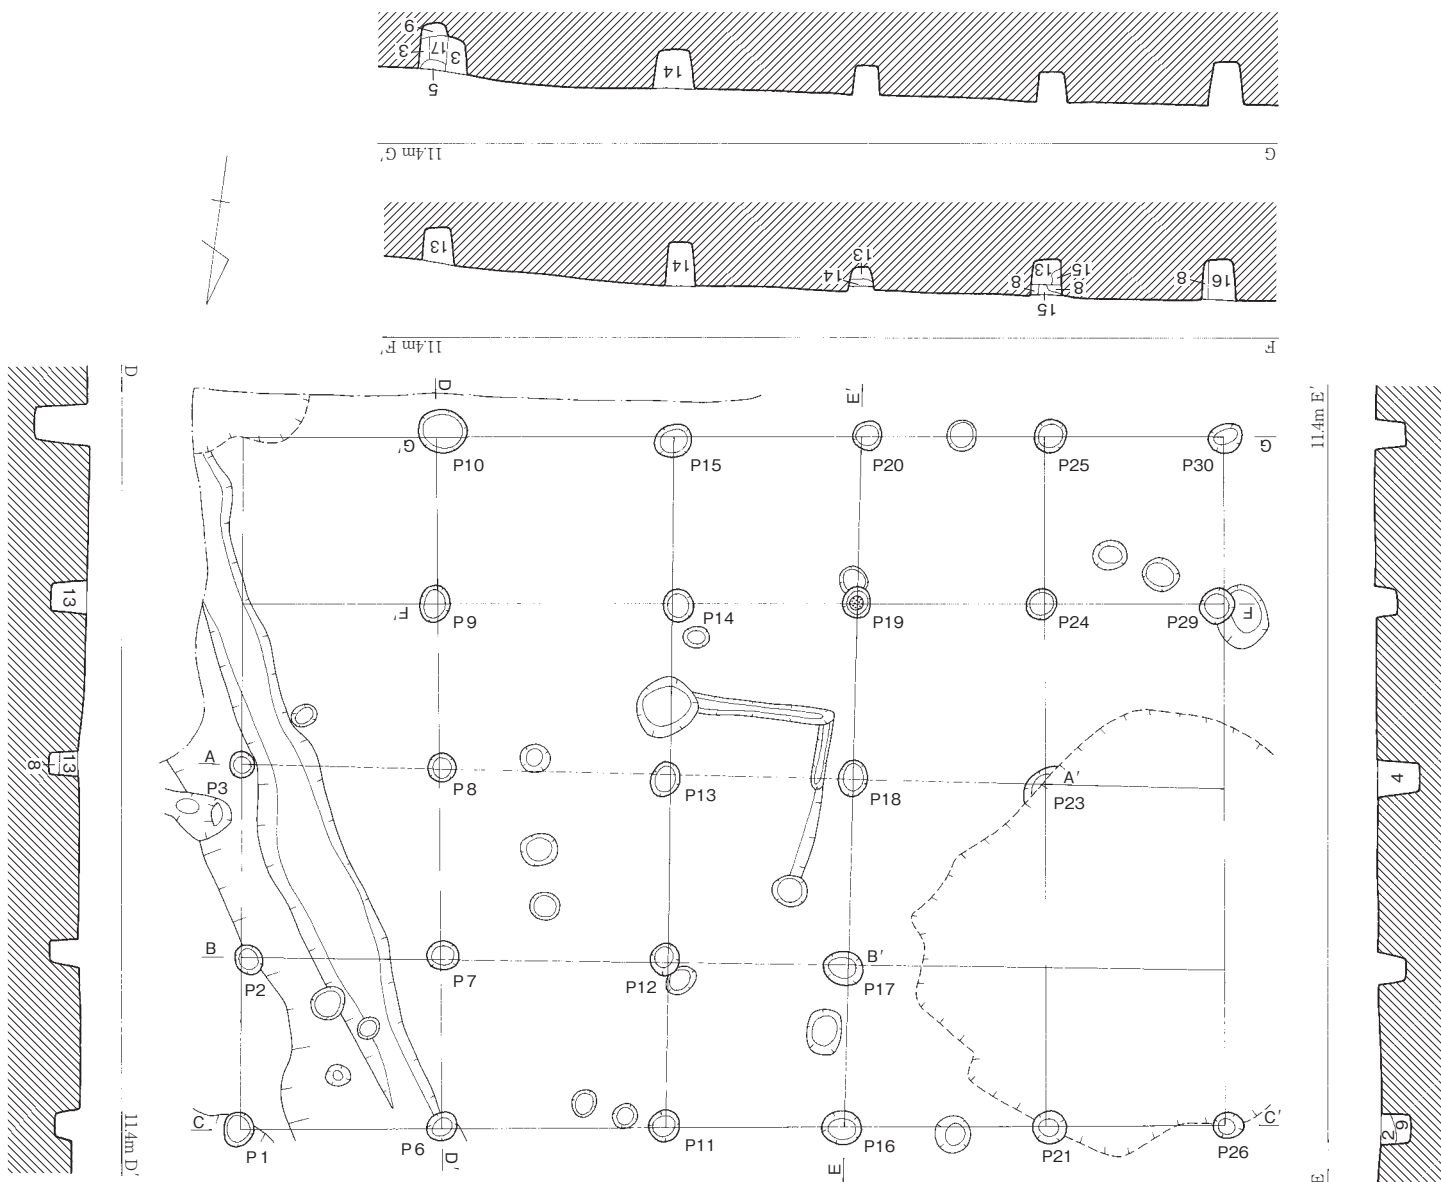 9
3 17 3
5
14
11.4m G′
G
13
14
13
14
13
15
8
8
15
8
16
11.4m F′
F
D
D
E′
11.4m E′
G′
G
P10
P15
P20
P25
P30
13
F′
F
P9
P14
P19
P24
P29
A
A′
P3
P8
P13
P18
P23
8
13
4
B
B′
P2
P7
P12
P17
C
C′
P1
P6
P11
P16
P21
P26
11.4m D′
D′
E
E
2
9